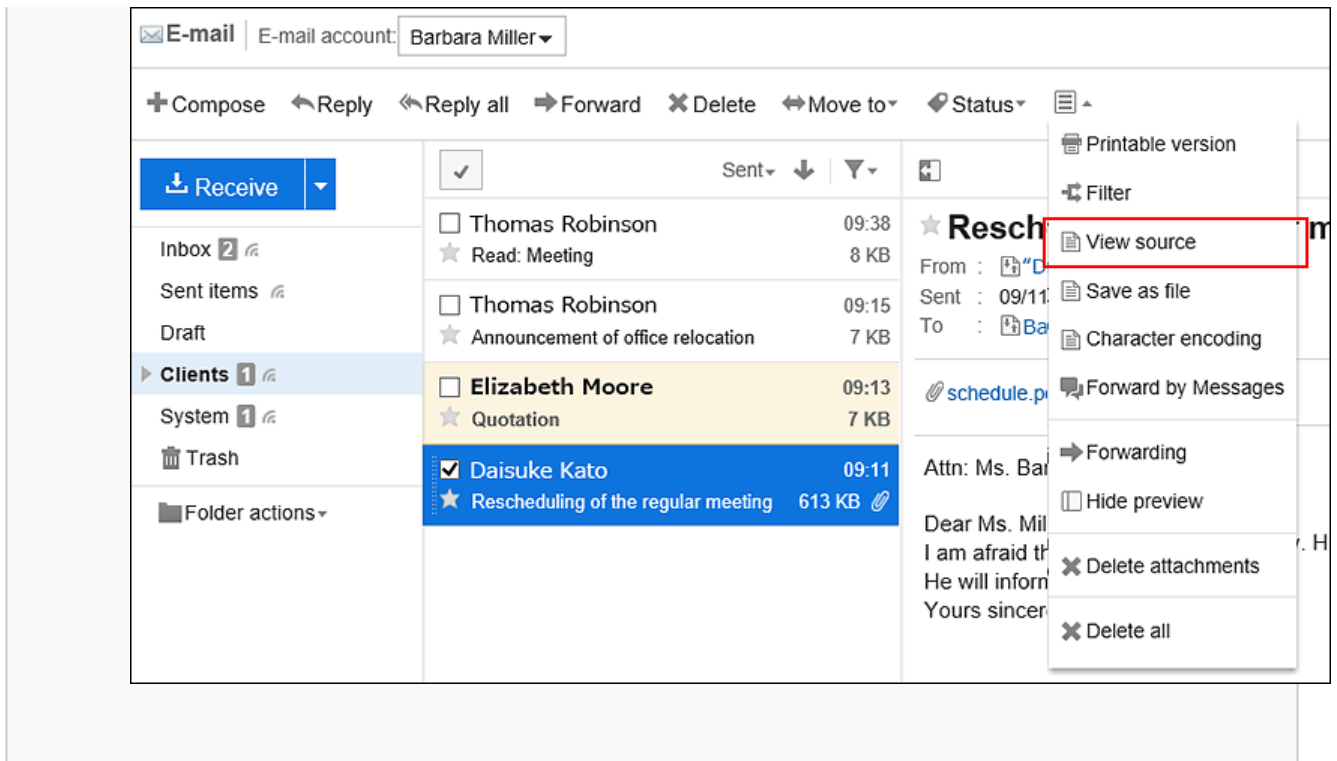 E-mail E-mail account: Barbara Miller
Compose Reply Reply all Forward Delete Move to Status
Receive
Inbox 2
Sent items
Draft
Clients 1
System 1
Trash
Folder actions
Sent
Thomas Robinson 09:38
Read: Meeting 8 KB
Thomas Robinson 09:15
Announcement of office relocation 7 KB
Elizabeth Moore 09:13
Quotation 7 KB
Daisuke Kato 09:11
Rescheduling of the regular meeting 613 KB
Resch
From : "D
Sent : 09/11
To : Ba
schedule.p
Attn: Ms. Bar
Dear Ms. Mil
I am afraid th
. H
He will inform
Yours sincer
Printable version
Filter
View source
Save as file
Character encoding
Forward by Messages
Forwarding
Hide preview
Delete attachments
Delete all